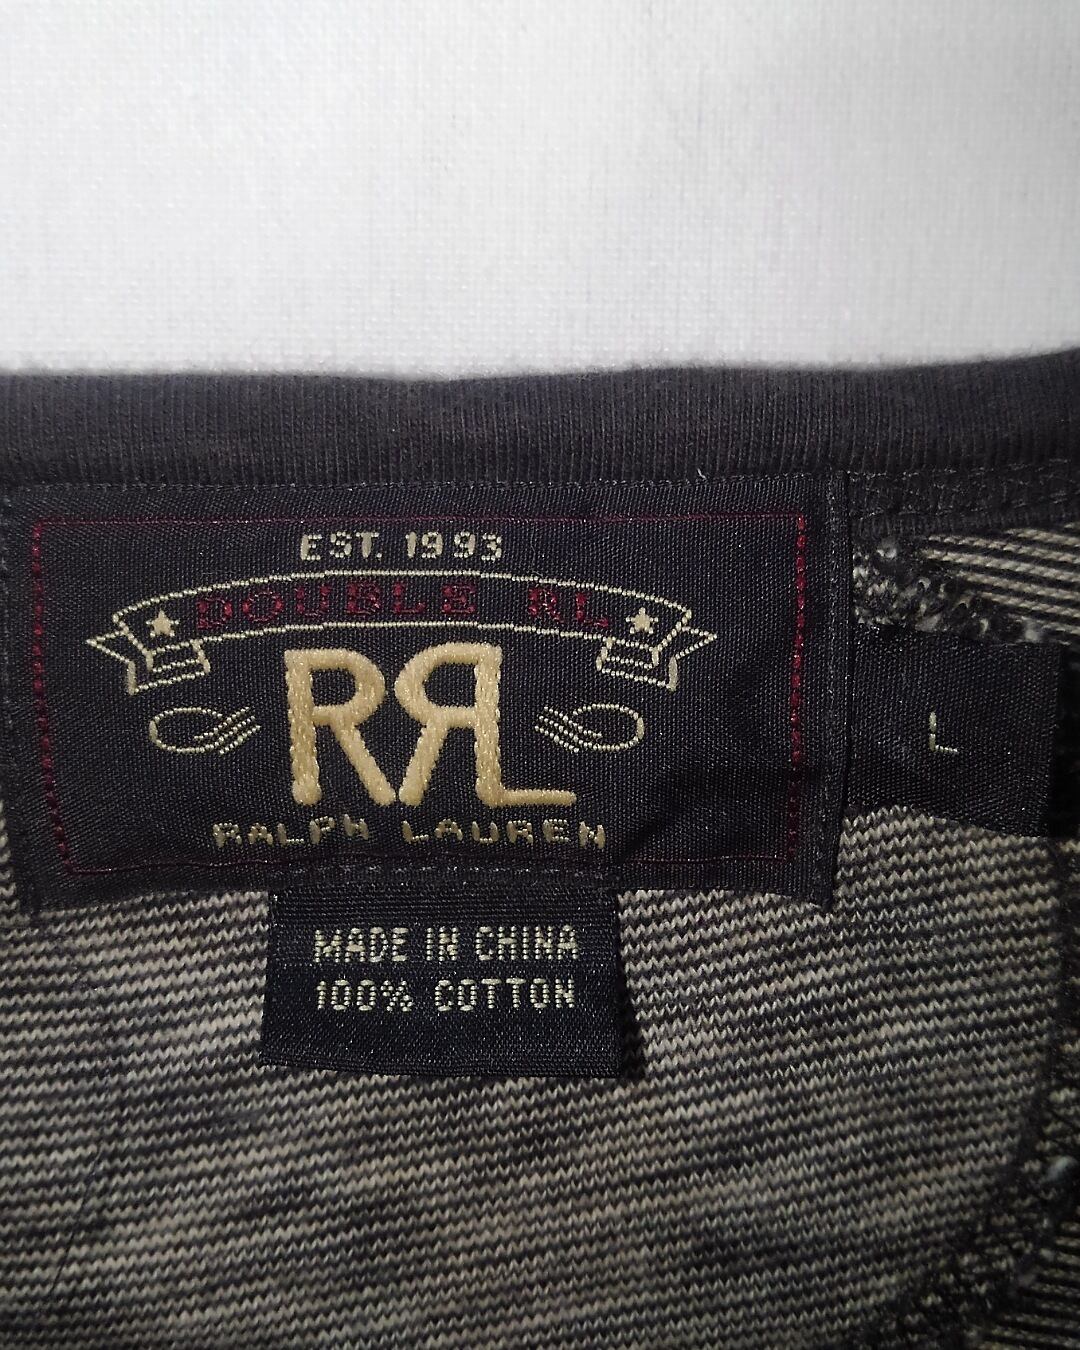 EST. 1993
DOUBLE RL
RRL
RALPH LAUREN
L
MADE IN CHINA
100% COTTON